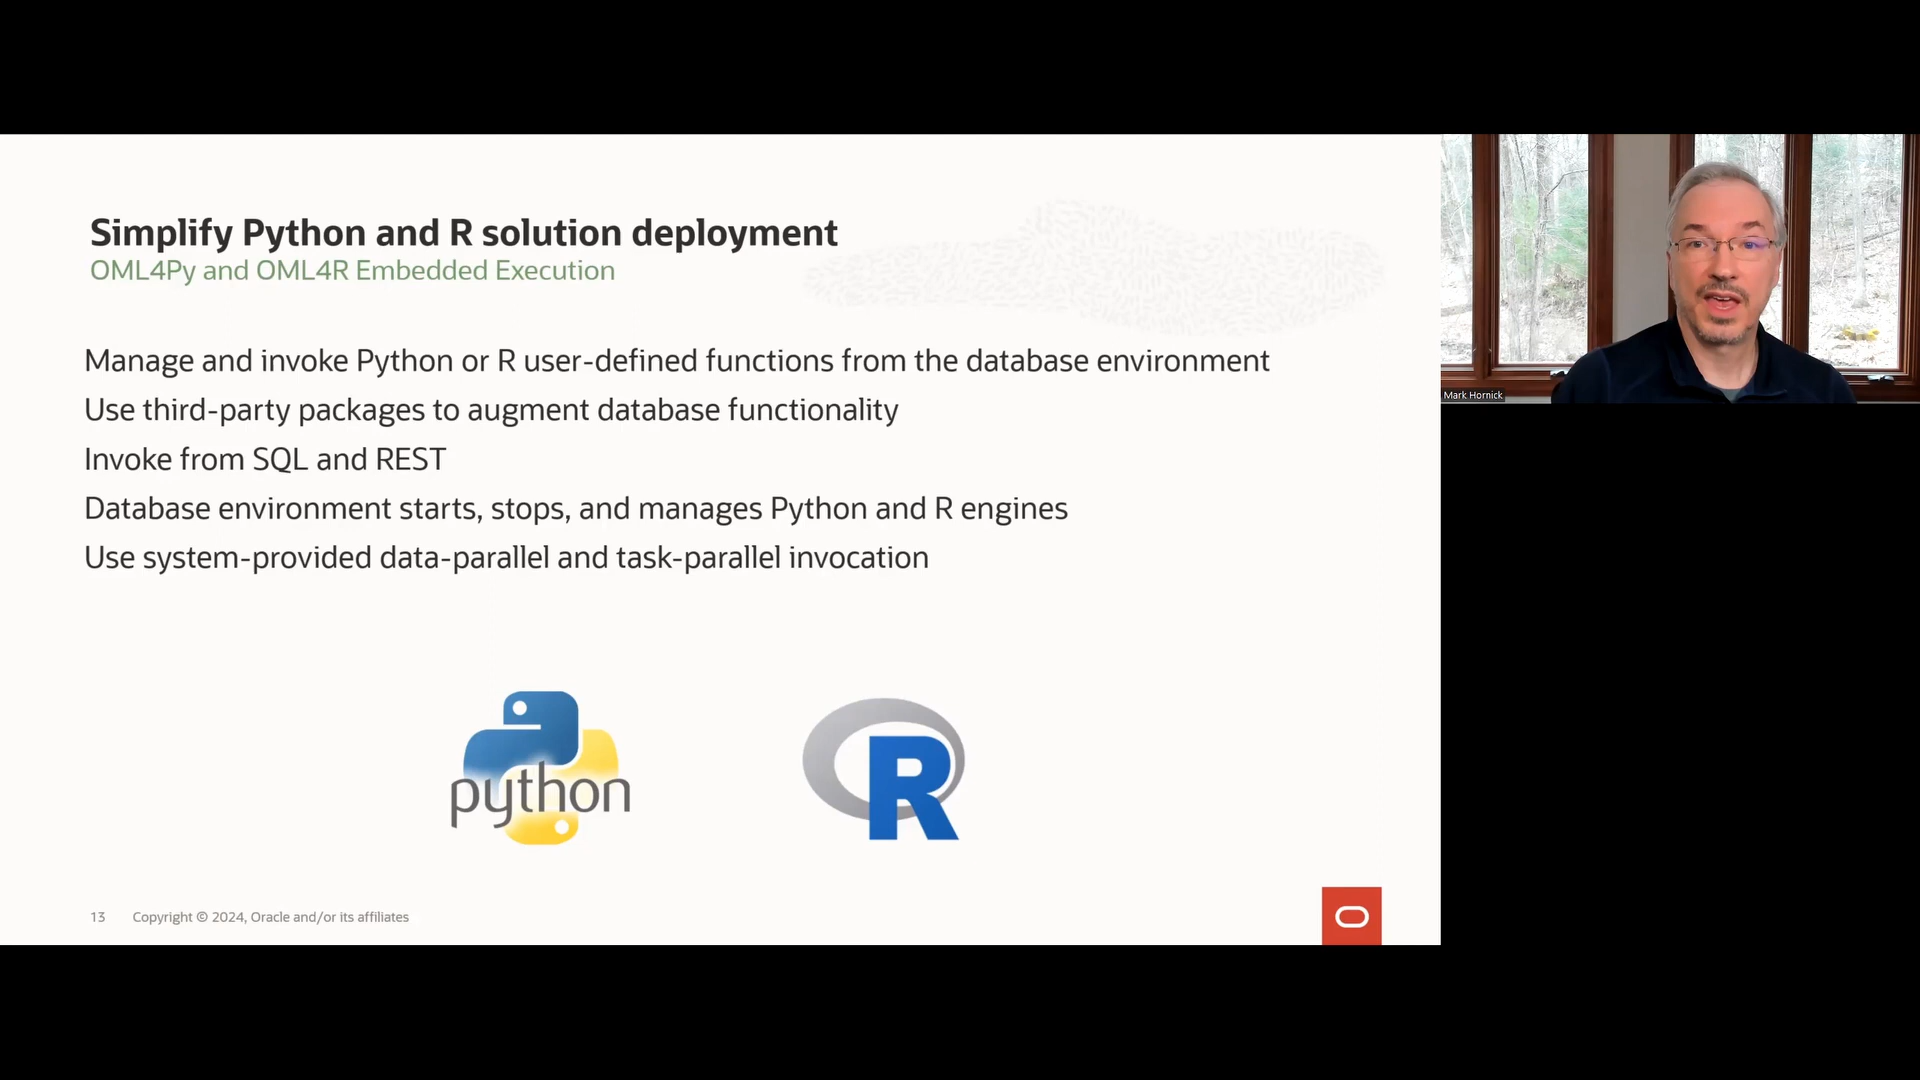 Simplify Python and R solution deployment
OML4Py and OML4R Embedded Execution
Manage and invoke Python or R user-defined functions from the database environment
Use third-party packages to augment database functionality
Invoke from SQL and REST
Database environment starts, stops, and manages Python and R engines
Use system-provided data-parallel and task-parallel invocation
python
R
13 Copyright © 2024, Oracle and/or its affiliates
Mark Hornick